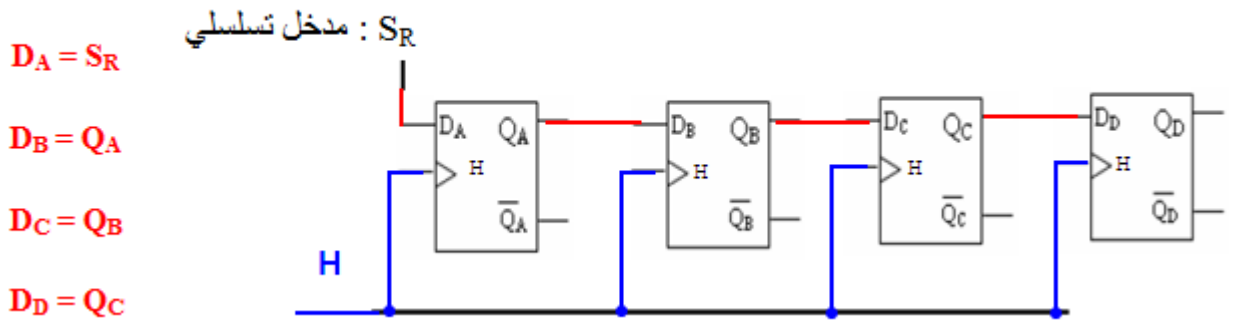 S_R : مدخل تسلسلي
D_A = S_R
D_B = Q_A
D_C = Q_B
D_D = Q_C
D_A Q_A
H
Q̅_A
D_B Q_B
H
Q̅_B
D_C Q_C
H
Q̅_C
D_D Q_D
H
Q̅_D
H